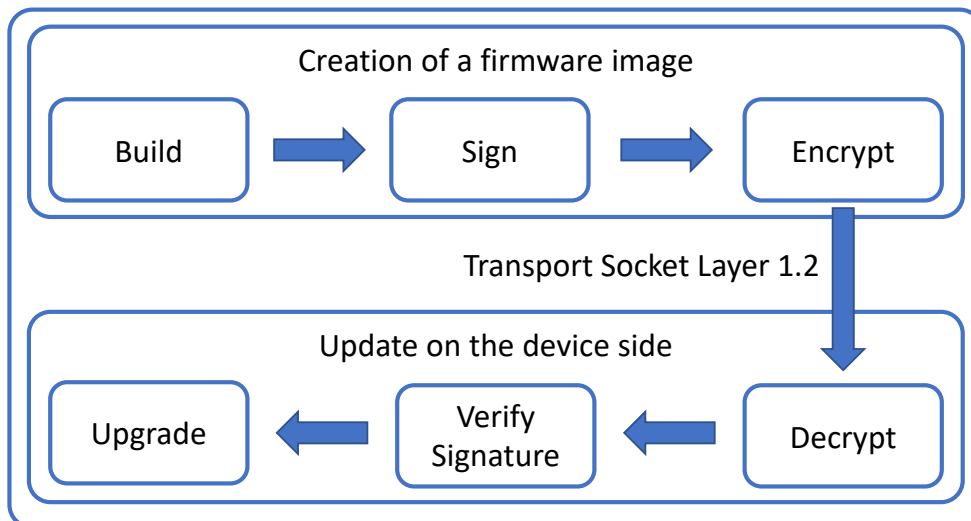 Creation of a firmware image
Build
Sign
Encrypt
Transport Socket Layer 1.2
Update on the device side
Upgrade
Verify
Signature
Decrypt